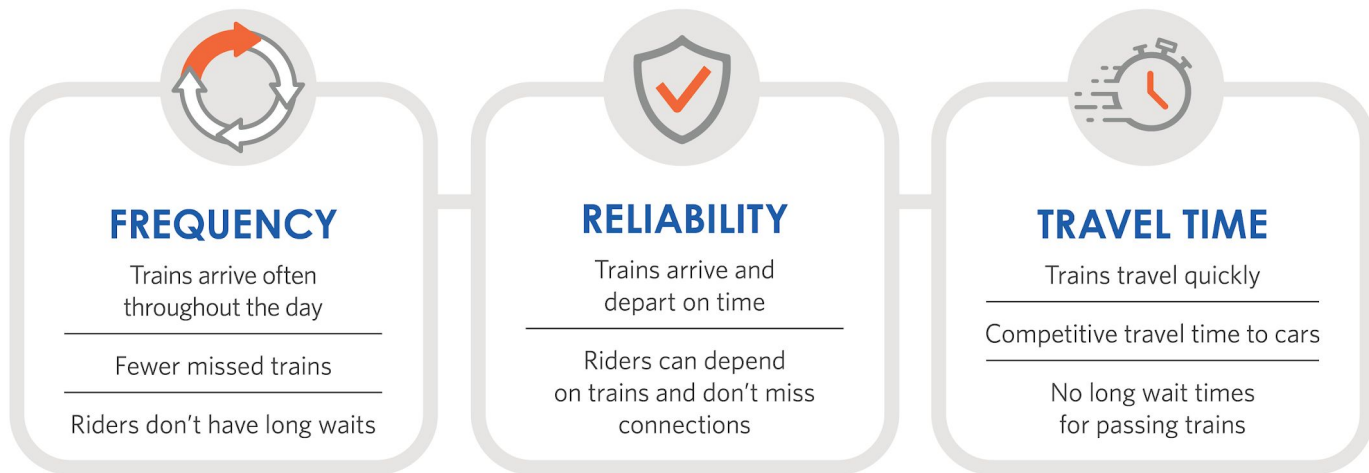 FREQUENCY
Trains arrive often
throughout the day
Fewer missed trains
Riders don’t have long waits
RELIABILITY
Trains arrive and
depart on time
Riders can depend
on trains and don’t miss
connections
TRAVEL TIME
Trains travel quickly
Competitive travel time to cars
No long wait times
for passing trains